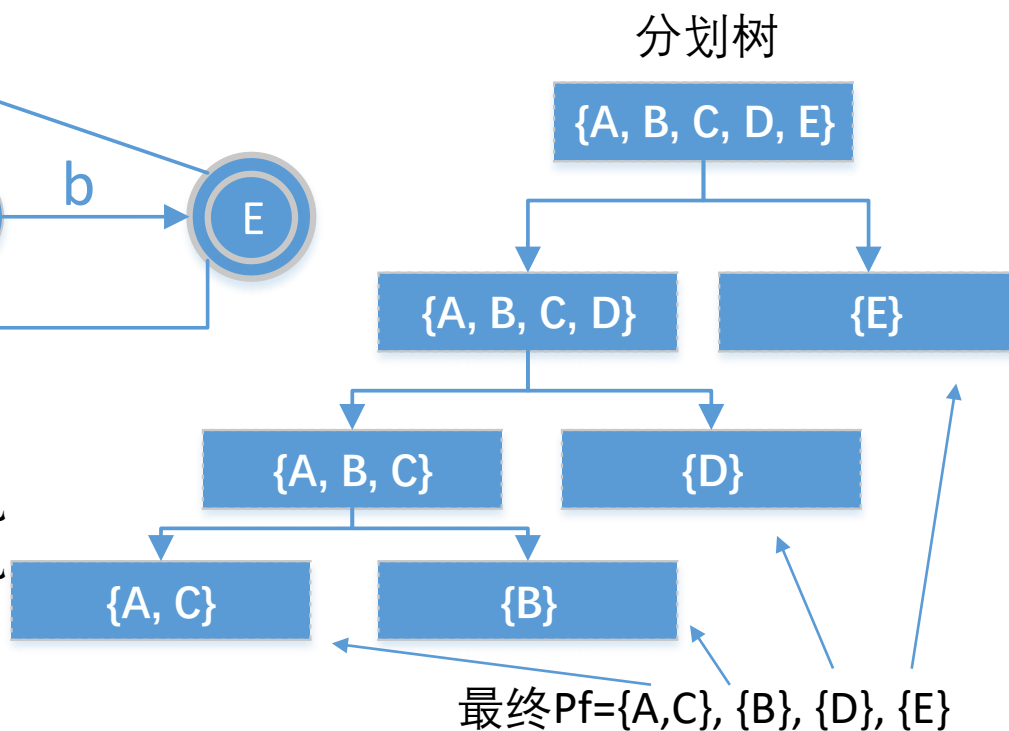 分划树
{A, B, C, D, E}
b
E
{A, B, C, D}
{E}
{A, B, C}
{D}
{A, C}
{B}
最终Pf={A,C}, {B}, {D}, {E}